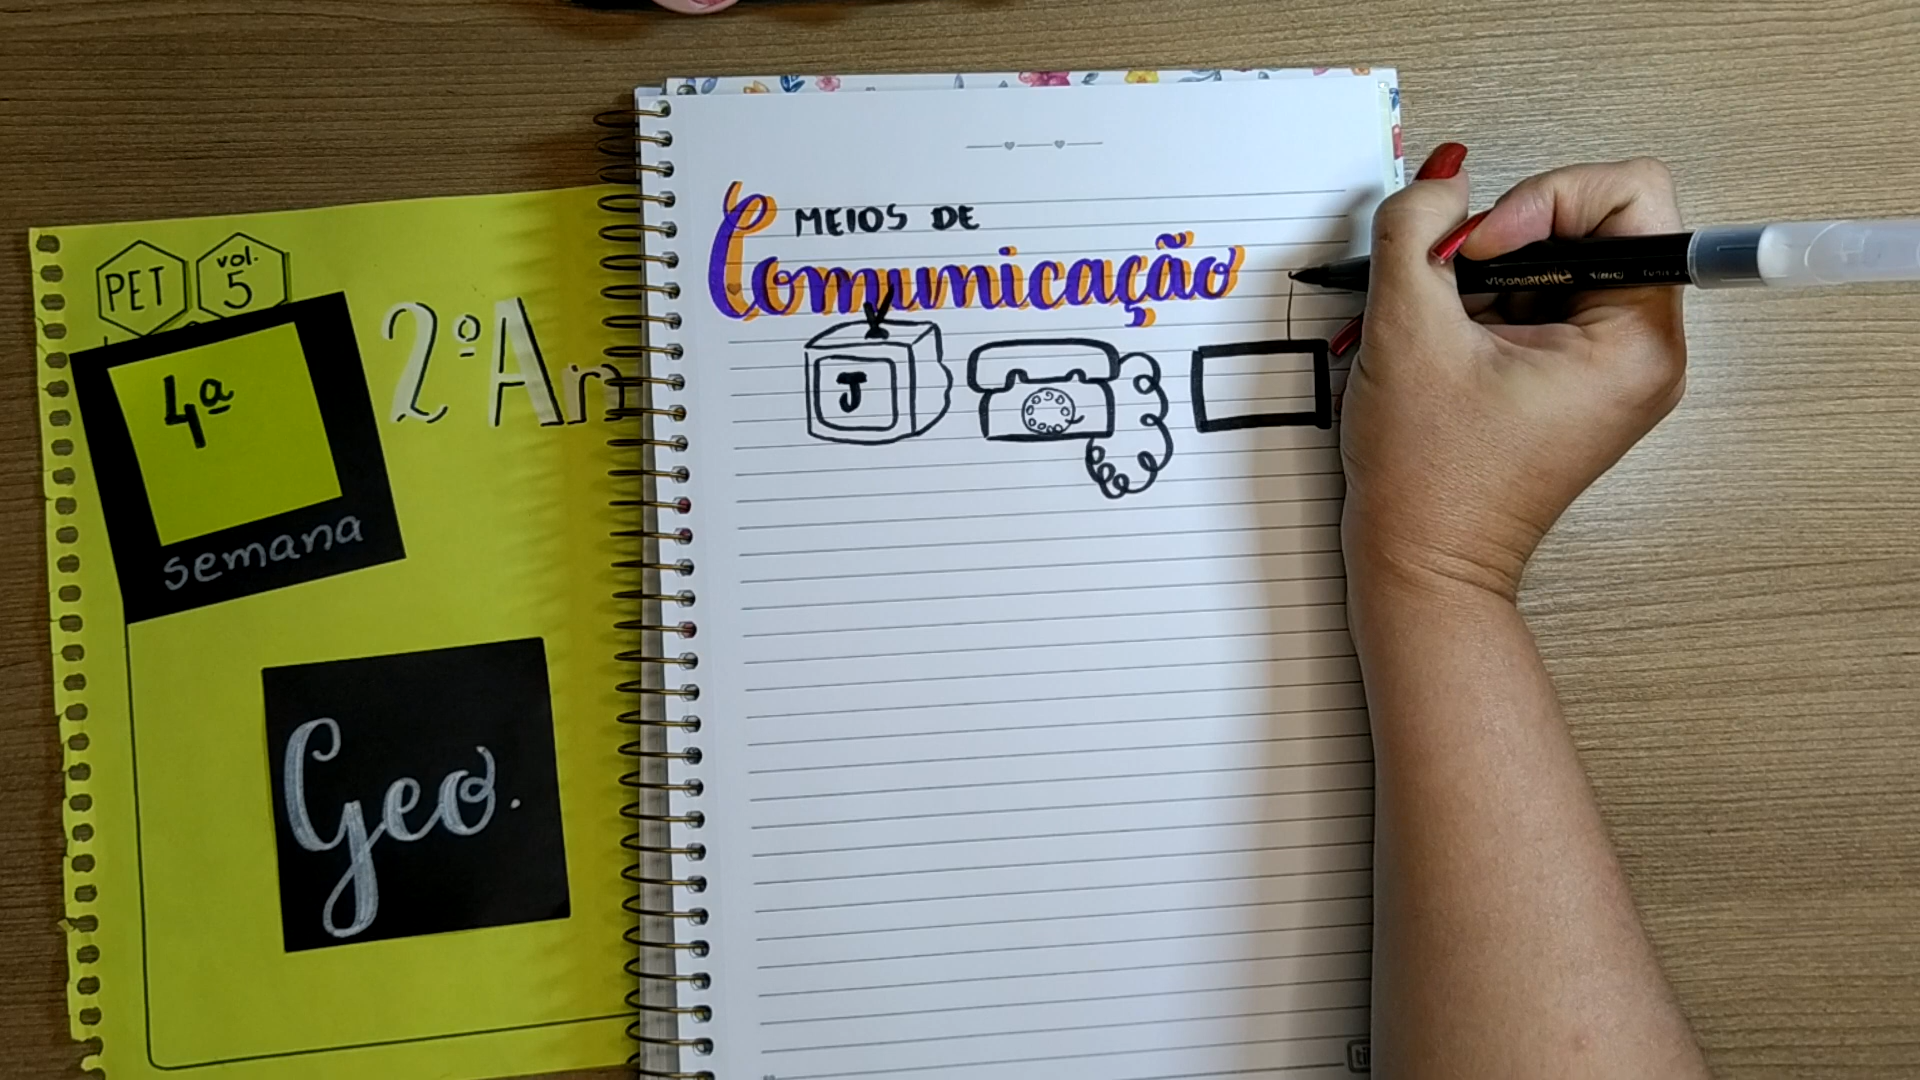 PET
vol.
5
4ª
semana
2º An
Geo.
MEIOS DE
Comunicação
J